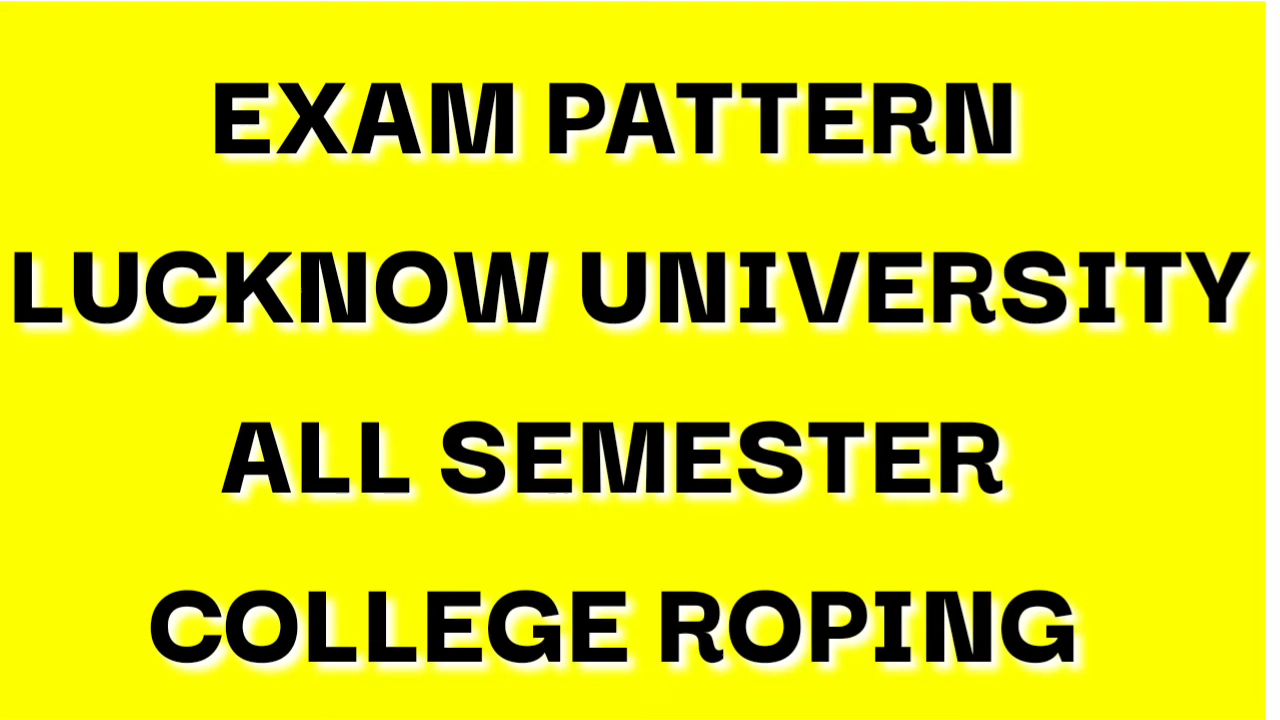 EXAM PATTERN
LUCKNOW UNIVERSITY
ALL SEMESTER
COLLEGE ROPING